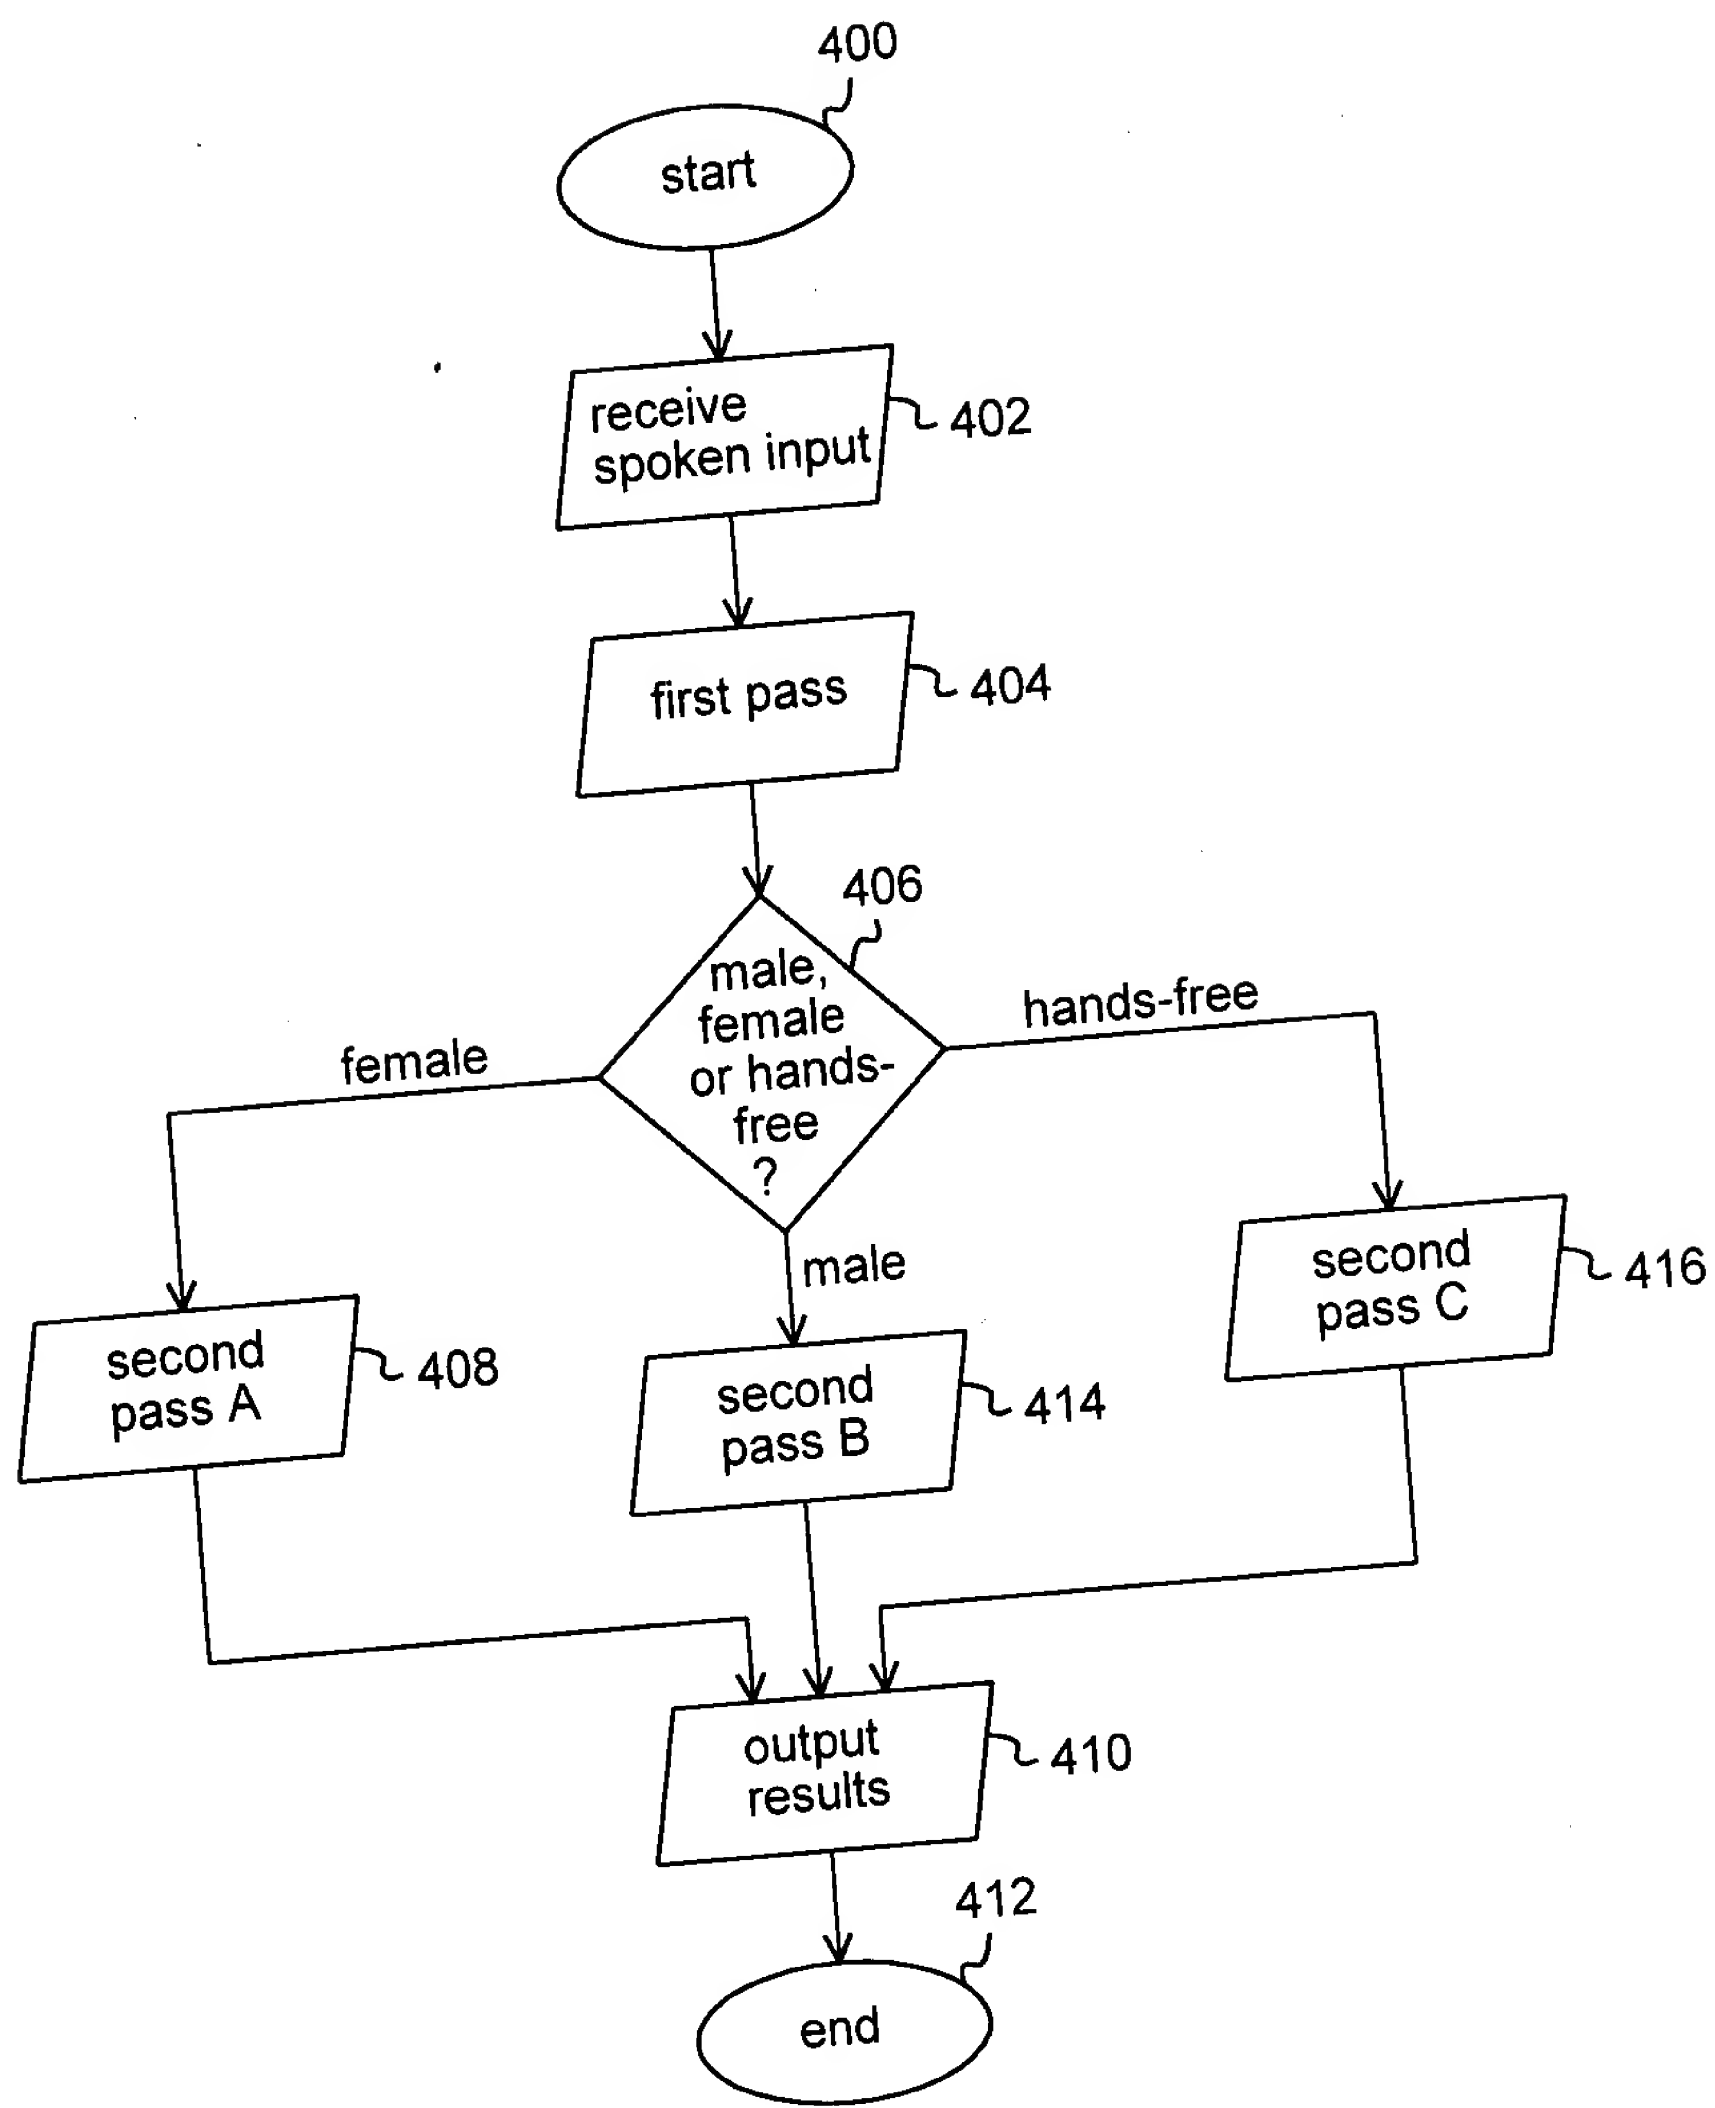 400
start
receive
spoken input
402
first pass
404
406
male,
female
or hands-
free
?
female
hands-free
male
second
pass A
408
second
pass B
414
second
pass C
416
output
results
410
412
end